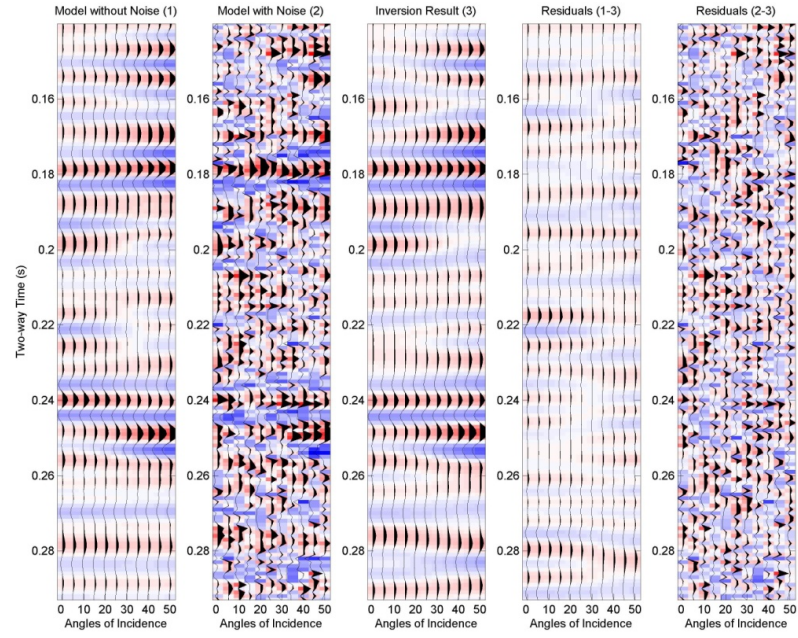 Model without Noise (1) Model with Noise (2) Inversion Result (3) Residuals (1-3) Residuals (2-3)
0.16 0.16 0.16 0.16 0.16
0.18 0.18 0.18 0.18 0.18
0.2 0.2 0.2 0.2 0.2
Two-way Time (s)
0.22 0.22 0.22 0.22 0.22
0.24 0.24 0.24 0.24 0.24
0.26 0.26 0.26 0.26 0.26
0.28 0.28 0.28 0.28 0.28
0 10 20 30 40 50 0 10 20 30 40 50 0 10 20 30 40 50 0 10 20 30 40 50 0 10 20 30 40 50
Angles of Incidence Angles of Incidence Angles of Incidence Angles of Incidence Angles of Incidence